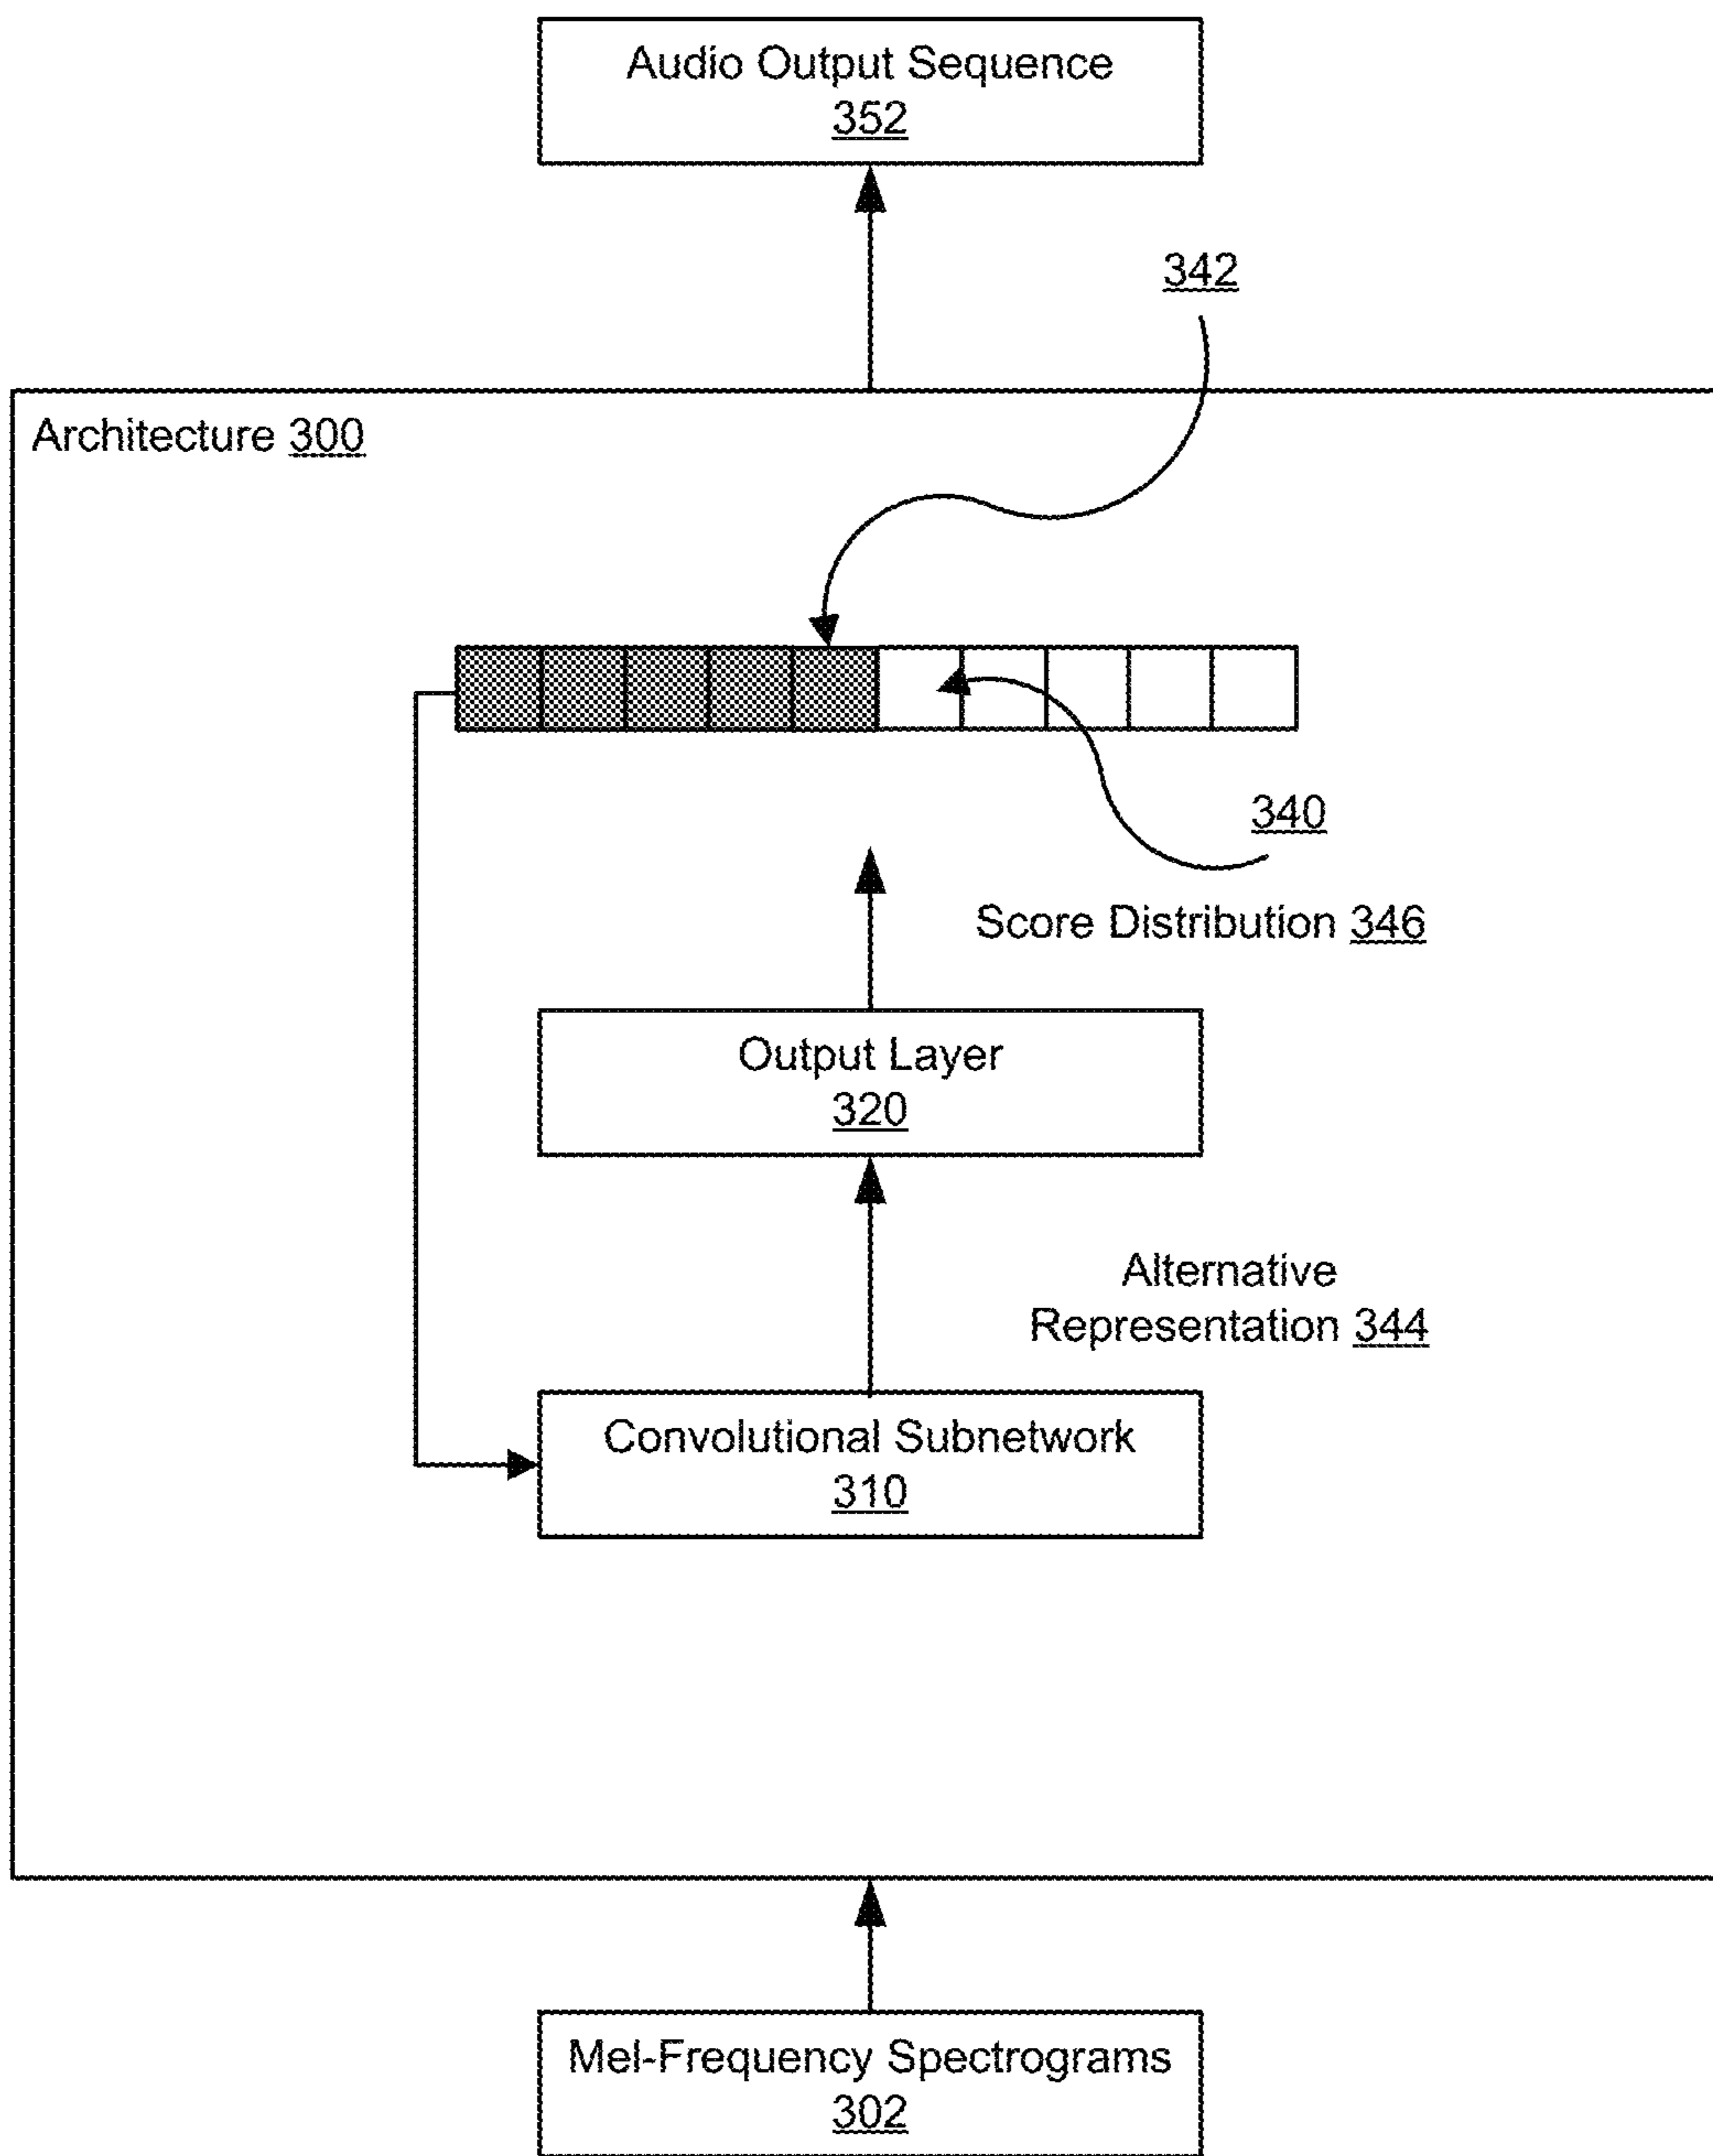 Audio Output Sequence
352
342
Architecture 300
340
Score Distribution 346
Output Layer
320
Alternative
Representation 344
Convolutional Subnetwork
310
Mel-Frequency Spectrograms
302